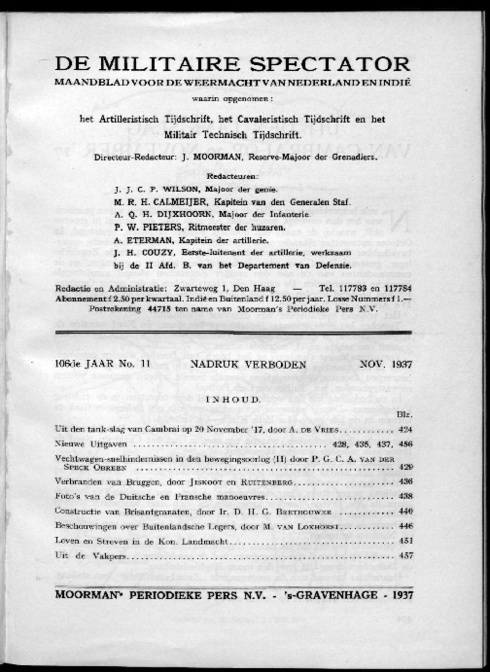 DE MILITAIRE SPECTATOR
MAANDBLAD VOOR DE WEERMACHT VAN NEDERLAND EN INDIË
waarin opgenomen:
het Artilleristisch Tijdschrift, het Cavaleristisch Tijdschrift en het
Militair Technisch Tijdschrift.
Directeur-Redacteur: J. MOORMAN, Reserve-Majoor der Grenadiers.
Redacteuren:
J. J. C. P. WILSON, Majoor der genie.
M. R. H. CALMEIJER, Kapitein van den Generalen Staf.
A. Q. H. DIJXHOORN, Majoor der Infanterie.
P. W. PIETERS, Ritmeester der huzaren.
A. ETERMAN, Kapitein der artillerie.
J. H. COUZY, Eerste-luitenant der artillerie, werkzaam
bij de II Afd. B. van het Departement van Defensie.
Redactie en Administratie: Zwarteweg 1, Den Haag — Tel. 117783 en 117784
Abonnement f 2.50 per kwartaal. Indië en Buitenland f 12.50 per jaar. Losse Nummers f 1.—
Postrekening 44715 ten name van Moorman's Periodieke Pers N.V.
106de JAAR No. 11 NADRUK VERBODEN NOV. 1937
INHOUD.
Blz.
Uit den tank-slag van Cambrai op 20 November '17, door A. DE VRIES............ 424
Nieuwe Uitgaven ........................................ 428, 435, 437, 456
Vechtwagen-snelhindernissen in den bewegingsoorlog (II) door P. G. C. A. VAN DER
SPECK OBREEN ........................................ 429
Verbranden van Bruggen, door JESKOOT en RUITENBERG.................... 436
Foto's van de Duitsche en Fransche manoeuvres......................... 438
Constructie van Brisantgranaten, door Ir. D. H. G. BERTHOUWER ............ 440
Beschouwingen over Buitenlandsche Legers, door M. VAN LOKHORST............ 446
Leven en Streven in de Kon. Landmacht................................ 451
Uit de Vakpers........................................ 457
MOORMAN'S PERIODIEKE PERS N.V. - 's-GRAVENHAGE - 1937